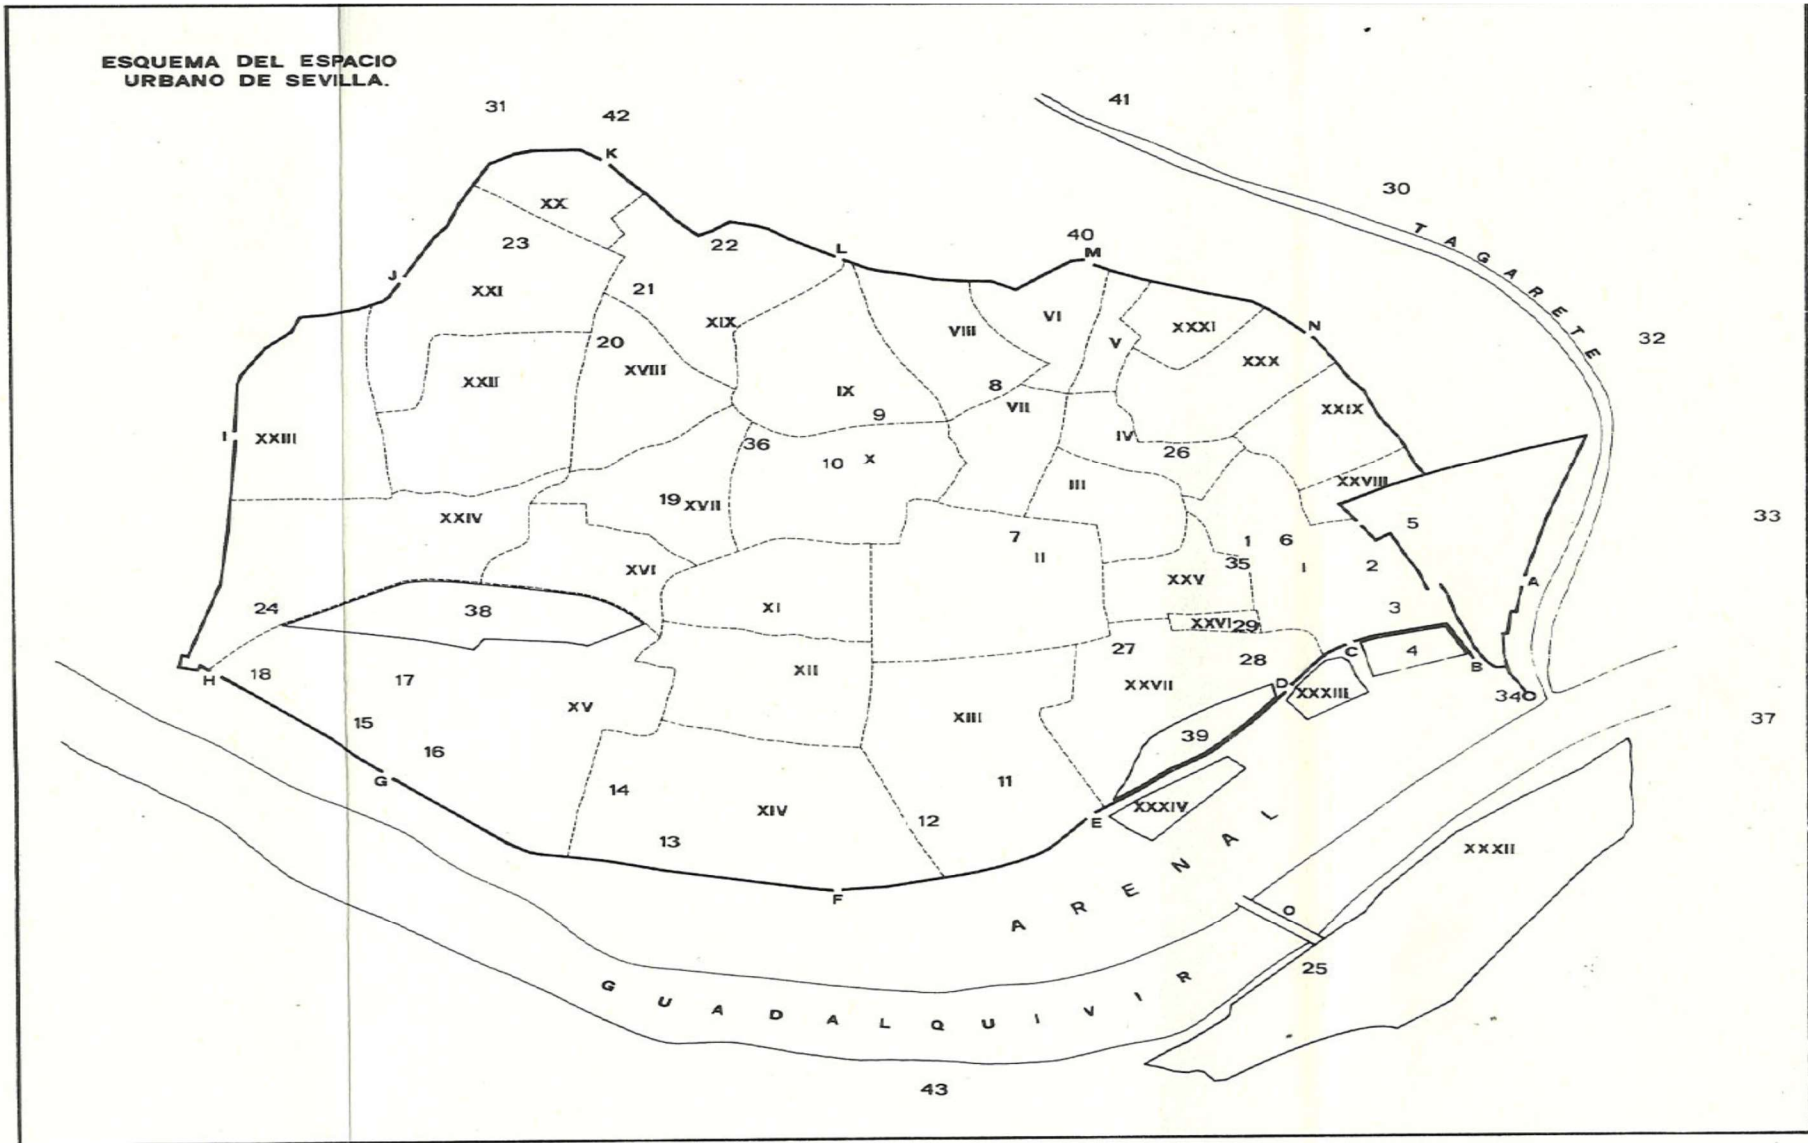 ESQUEMA DEL ESPACIO
URBANO DE SEVILLA.
31
42
41
K
30
XX
TAGARETE
23
22
L
40
M
J
XXI
21
XIX
VIII
VI
V
XXXI
N
32
20
XVIII
XXII
IX
8
VII
XXX
9
XXIX
I
XXIII
36
10
X
IV
26
III
XXVIII
19
XVII
XXIV
5
33
7
II
1
6
35
I
2
XVI
XXV
A
24
38
XI
3
XXVI
29
27
28
C
4
B
H
18
17
XII
XXVII
D
XXXIII
34
15
XV
XIII
37
16
39
G
14
11
XIV
12
E
XXXIV
13
XXXII
F
ARENAL
O
25
GUADALQUIVIR
43